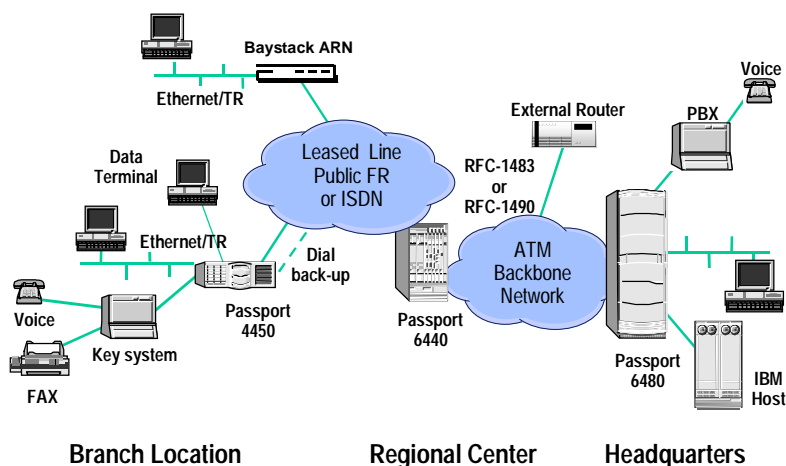 Baystack ARN
Ethernet/TR
Voice
PBX
External Router
Leased Line
Public FR
or ISDN
RFC-1483
or
RFC-1490
Data
Terminal
Ethernet/TR
Dial
back-up
ATM
Backbone
Network
Voice
Key system
Passport
4450
Passport
6440
Passport
6480
IBM
Host
FAX
Branch Location
Regional Center
Headquarters